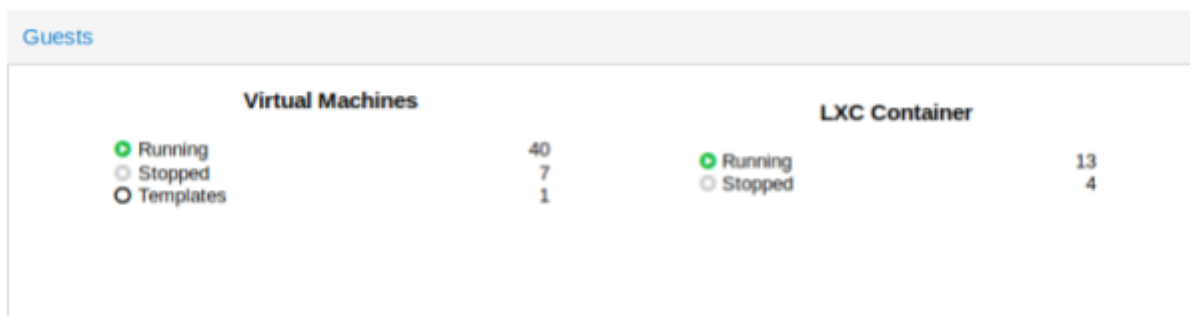 Guests
Virtual Machines
Running 40
Stopped 7
Templates 1
LXC Container
Running 13
Stopped 4